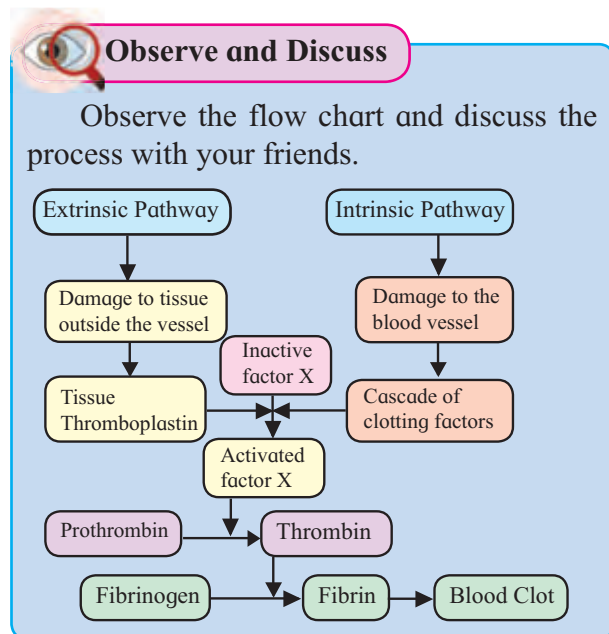 Observe and Discuss
Observe the flow chart and discuss the
process with your friends.
Extrinsic Pathway
Intrinsic Pathway
Damage to tissue
outside the vessel
Damage to the
blood vessel
Inactive
factor X
Tissue
Thromboplastin
Cascade of
clotting factors
Activated
factor X
Prothrombin
Thrombin
Fibrinogen
Fibrin
Blood Clot